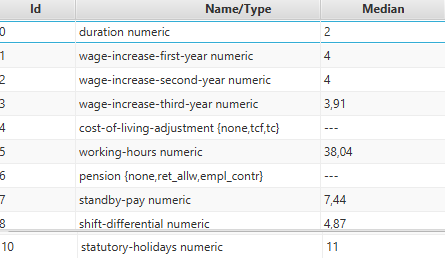 Id Name/Type Median
0 duration numeric 2
1 wage-increase-first-year numeric 4
2 wage-increase-second-year numeric 4
3 wage-increase-third-year numeric 3,91
4 cost-of-living-adjustment {none,tcf,tc} ---
5 working-hours numeric 38,04
6 pension {none,ret_allw,empl_contr} ---
7 standby-pay numeric 7,44
8 shift-differential numeric 4,87
10 statutory-holidays numeric 11